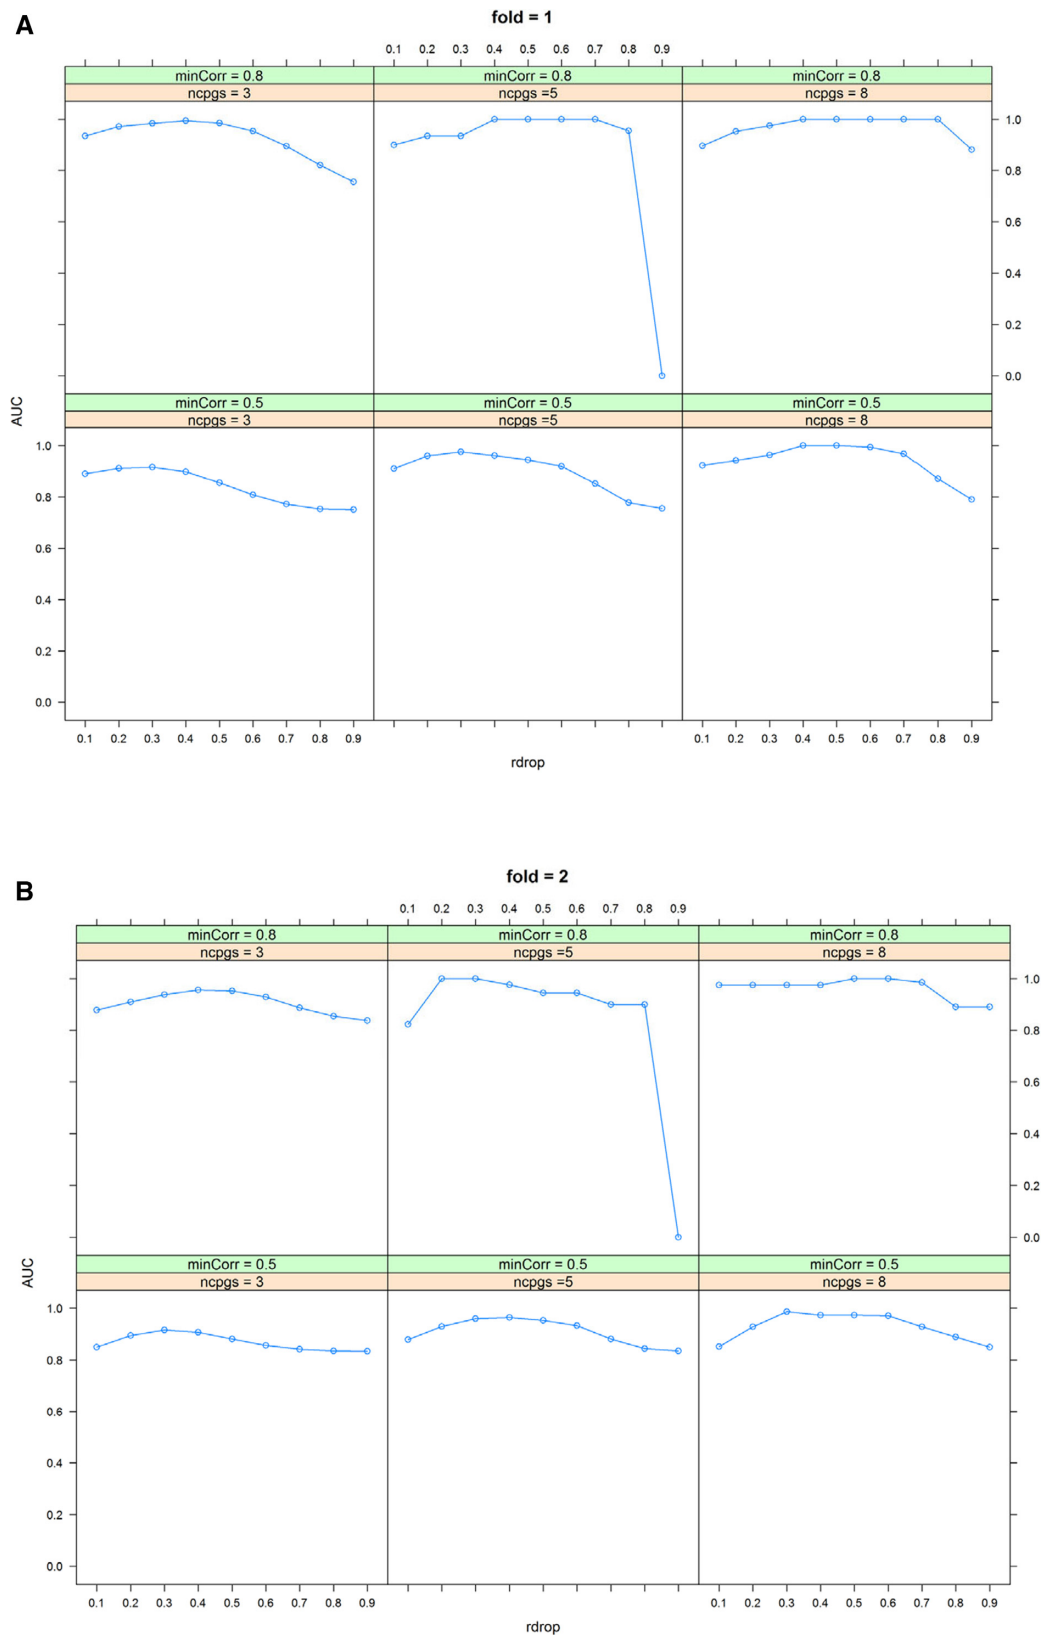 A
fold = 1
0.1 0.2 0.3 0.4 0.5 0.6 0.7 0.8 0.9
minCorr = 0.8 minCorr = 0.8 minCorr = 0.8
ncpgs = 3 ncpgs =5 ncpgs = 8
1.0
0.8
0.6
0.4
0.2
0.0
AUC
minCorr = 0.5 minCorr = 0.5 minCorr = 0.5
ncpgs = 3 ncpgs =5 ncpgs = 8
1.0
0.8
0.6
0.4
0.2
0.0
0.1 0.2 0.3 0.4 0.5 0.6 0.7 0.8 0.9 0.1 0.2 0.3 0.4 0.5 0.6 0.7 0.8 0.9
rdrop
B
fold = 2
0.1 0.2 0.3 0.4 0.5 0.6 0.7 0.8 0.9
minCorr = 0.8 minCorr = 0.8 minCorr = 0.8
ncpgs = 3 ncpgs =5 ncpgs = 8
1.0
0.8
0.6
0.4
0.2
0.0
AUC
minCorr = 0.5 minCorr = 0.5 minCorr = 0.5
ncpgs = 3 ncpgs =5 ncpgs = 8
1.0
0.8
0.6
0.4
0.2
0.0
0.1 0.2 0.3 0.4 0.5 0.6 0.7 0.8 0.9 0.1 0.2 0.3 0.4 0.5 0.6 0.7 0.8 0.9
rdrop